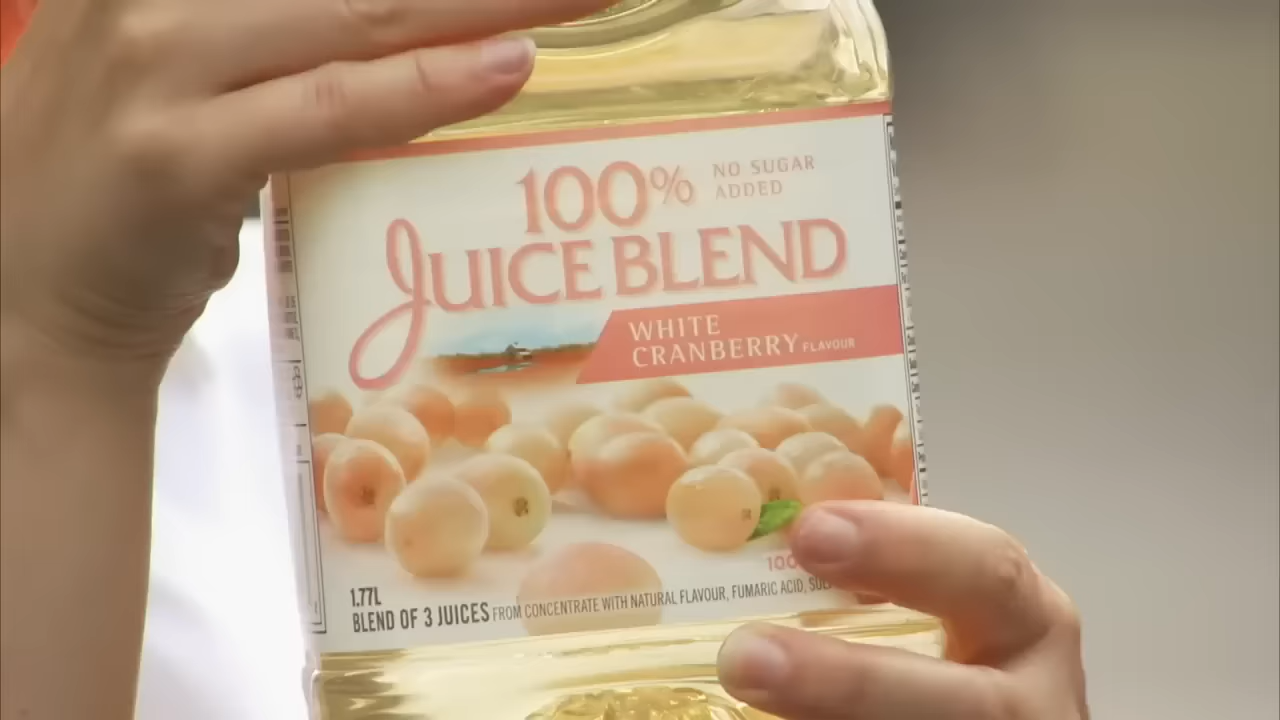 100% NO SUGAR ADDED
JUICE BLEND
WHITE
CRANBERRY FLAVOUR
100
1.77L
BLEND OF 3 JUICES FROM CONCENTRATE WITH NATURAL FLAVOUR, FUMARIC ACID,